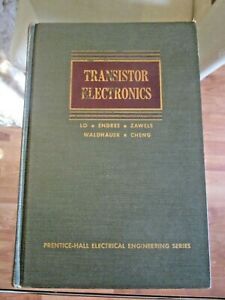 TRANSISTOR
ELECTRONICS
LO ★ ENDRES ★ ZAWELS
WALDHAUER ★ CHENG
PRENTICE-HALL ELECTRICAL ENGINEERING SERIES